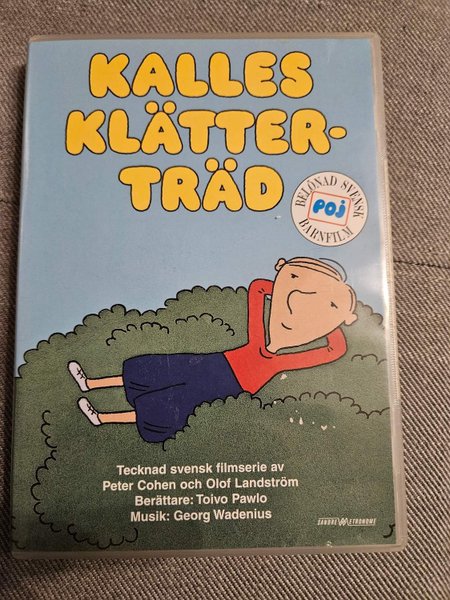 KALLES
KLÄTTER-
TRÄD
BELÖNAD SVENSK
POJ
BARNFILM
Tecknad svensk filmserie av
Peter Cohen och Olof Landström
Berättare: Toivo Pawlo
Musik: Georg Wadenius
SANDREW METRONOME